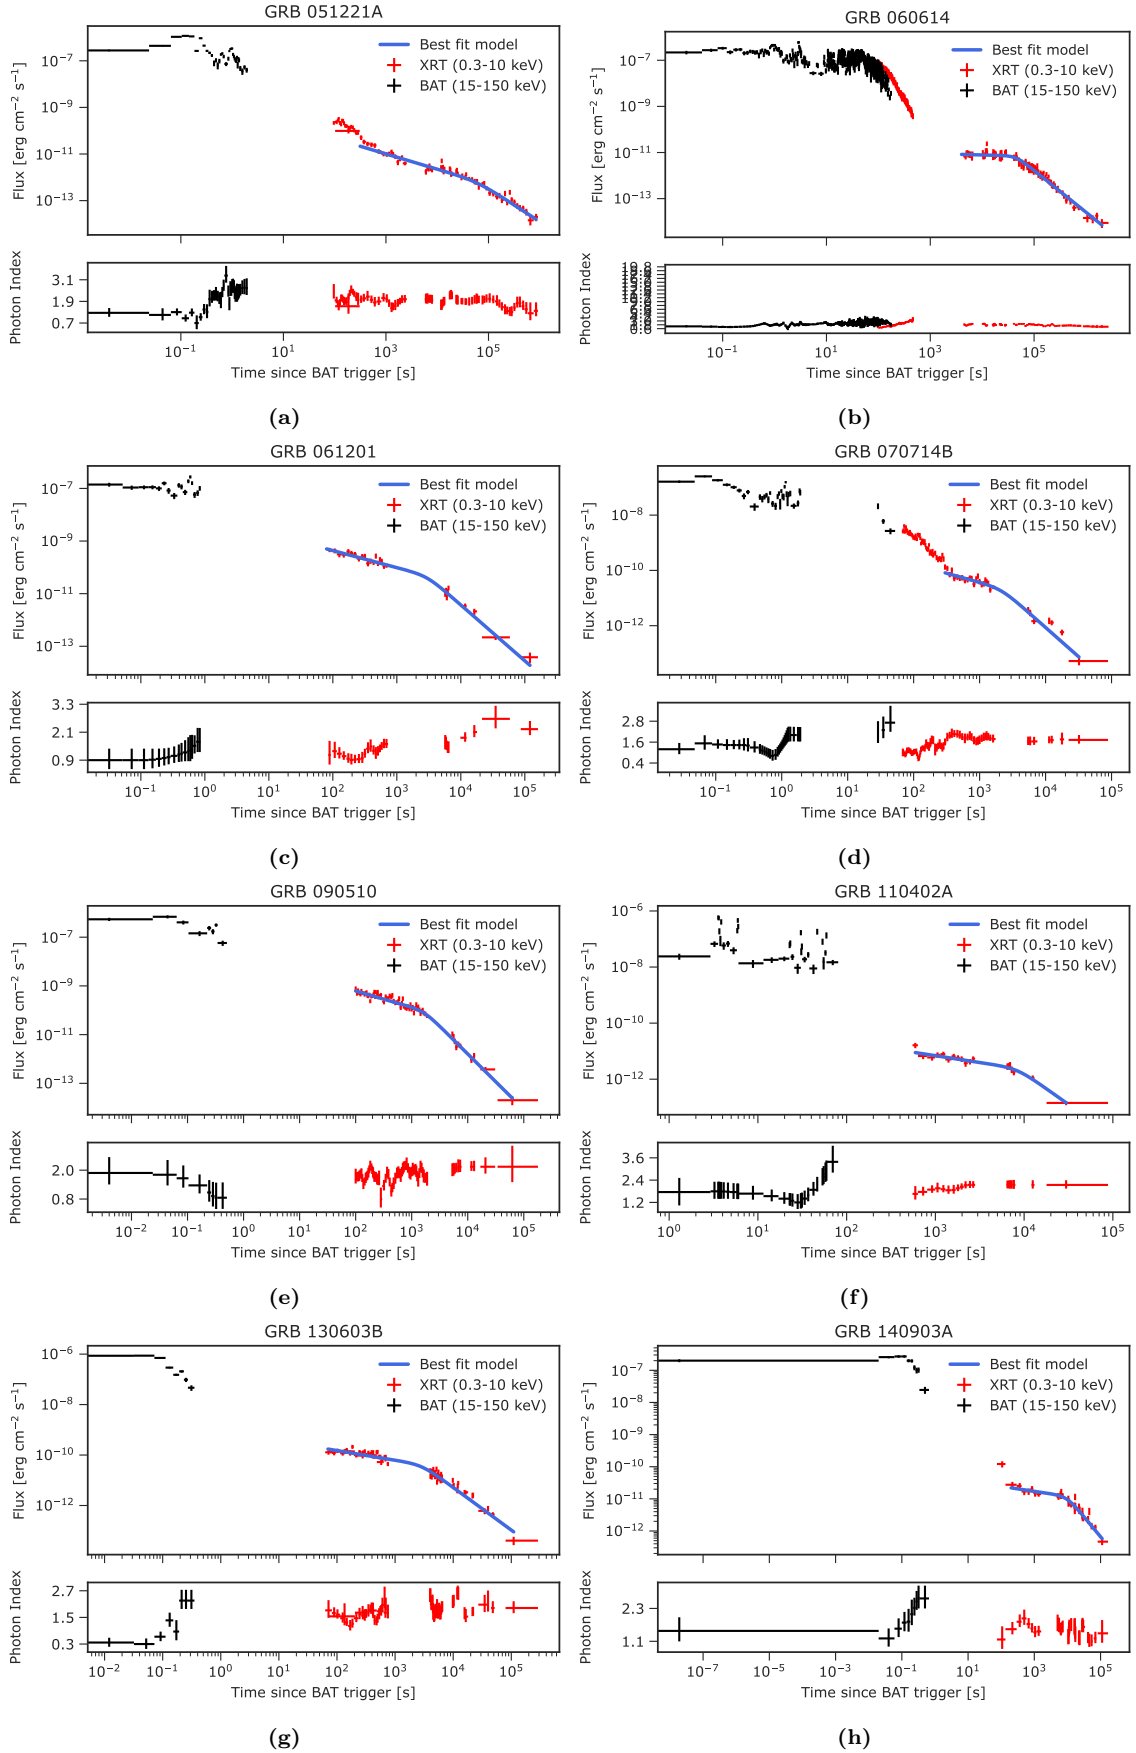 GRB 051221A
Flux [erg cm−2 s−1]
10−7
10−9
10−11
10−13
Best fit model
XRT (0.3-10 keV)
BAT (15-150 keV)
Photon Index
3.1
1.9
0.7
10−1 101 103 105
Time since BAT trigger [s]
(a)
GRB 060614
Flux [erg cm−2 s−1]
10−7
10−9
10−11
10−13
Best fit model
XRT (0.3-10 keV)
BAT (15-150 keV)
Photon Index
10−1 101 103 105
Time since BAT trigger [s]
(b)
GRB 061201
Flux [erg cm−2 s−1]
10−7
10−9
10−11
10−13
Best fit model
XRT (0.3-10 keV)
BAT (15-150 keV)
Photon Index
3.3
2.1
0.9
10−1 100 101 102 103 104 105
Time since BAT trigger [s]
(c)
GRB 070714B
Flux [erg cm−2 s−1]
10−8
10−10
10−12
Best fit model
XRT (0.3-10 keV)
BAT (15-150 keV)
Photon Index
2.8
1.6
0.4
10−1 100 101 102 103 104 105
Time since BAT trigger [s]
(d)
GRB 090510
Flux [erg cm−2 s−1]
10−7
10−9
10−11
10−13
Best fit model
XRT (0.3-10 keV)
BAT (15-150 keV)
Photon Index
2.0
0.8
10−2 10−1 100 101 102 103 104 105
Time since BAT trigger [s]
(e)
GRB 110402A
Flux [erg cm−2 s−1]
10−6
10−8
10−10
10−12
Best fit model
XRT (0.3-10 keV)
BAT (15-150 keV)
Photon Index
3.6
2.4
1.2
100 101 102 103 104 105
Time since BAT trigger [s]
(f)
GRB 130603B
Flux [erg cm−2 s−1]
10−6
10−8
10−10
10−12
Best fit model
XRT (0.3-10 keV)
BAT (15-150 keV)
Photon Index
2.7
1.5
0.3
10−2 10−1 100 101 102 103 104 105
Time since BAT trigger [s]
(g)
GRB 140903A
Flux [erg cm−2 s−1]
10−7
10−8
10−9
10−10
10−11
10−12
Best fit model
XRT (0.3-10 keV)
BAT (15-150 keV)
Photon Index
2.3
1.1
10−7 10−5 10−3 10−1 101 103 105
Time since BAT trigger [s]
(h)